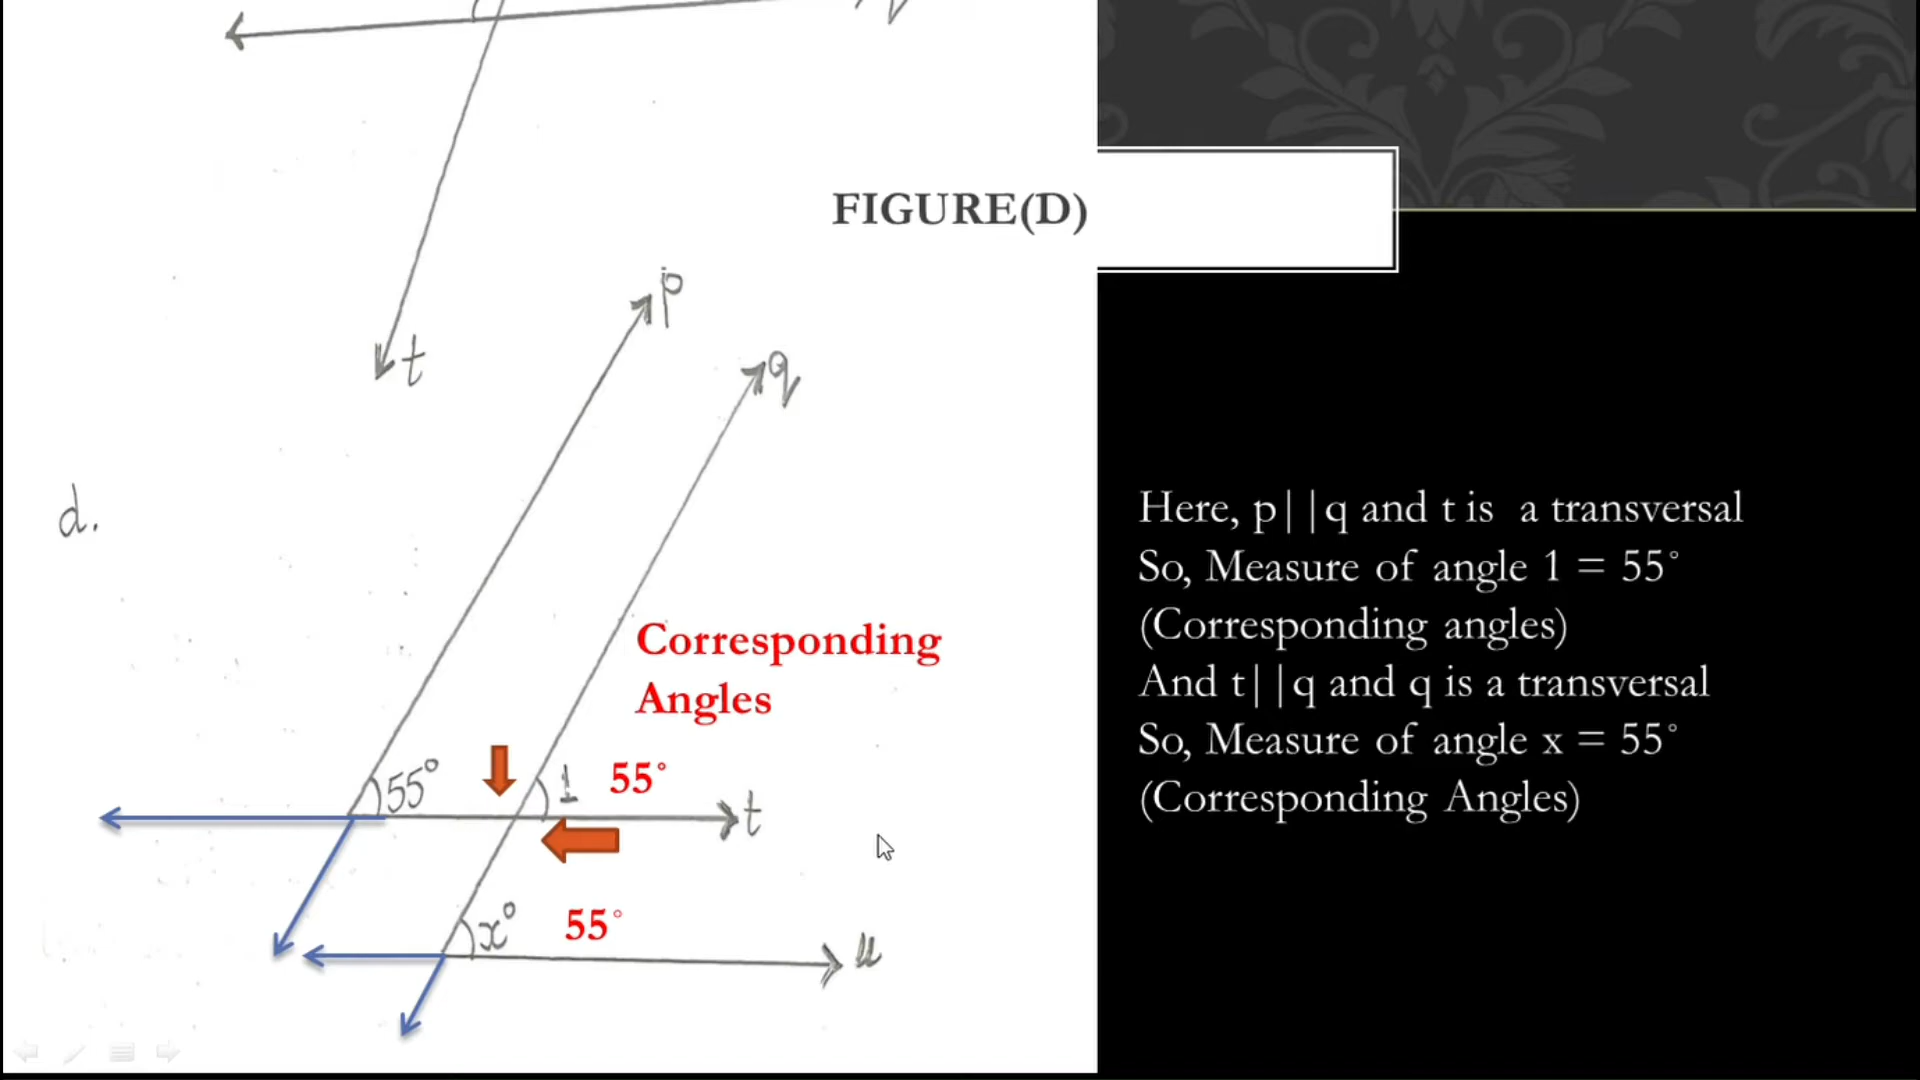 q
t
FIGURE(D)
p
q
d.
Corresponding
Angles
55°
1
55°
t
x°
55°
u
Here, p||q and t is a transversal
So, Measure of angle 1 = 55°
(Corresponding angles)
And t||q and q is a transversal
So, Measure of angle x = 55°
(Corresponding Angles)